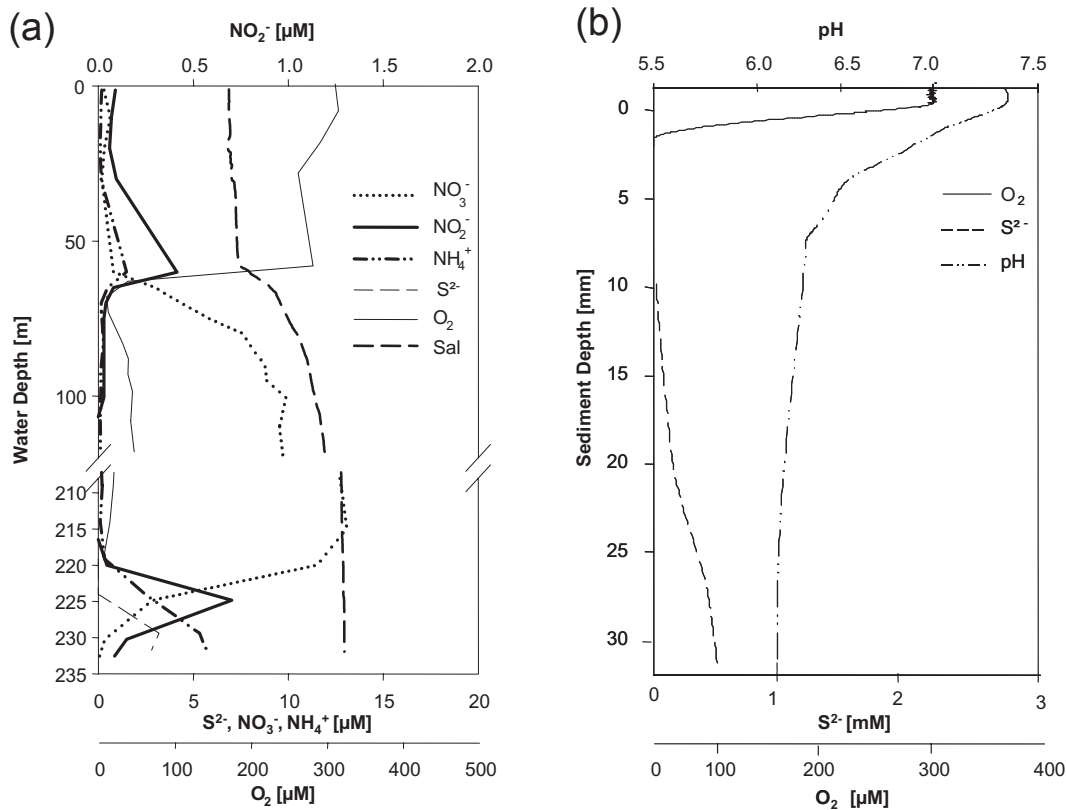 (a)
NO₂⁻ [µM]
0.0 0.5 1.0 1.5 2.0
0
50
100
210
215
220
225
230
235
Water Depth [m]
NO₃⁻
NO₂⁻
NH₄⁺
S²⁻
O₂
Sal
0 5 10 15 20
S²⁻, NO₃⁻, NH₄⁺ [µM]
0 100 200 300 400 500
O₂ [µM]
(b)
pH
5.5 6.0 6.5 7.0 7.5
0
5
10
15
20
25
30
Sediment Depth [mm]
O₂
S²⁻
pH
0 1 2 3
S²⁻ [mM]
0 100 200 300 400
O₂ [µM]